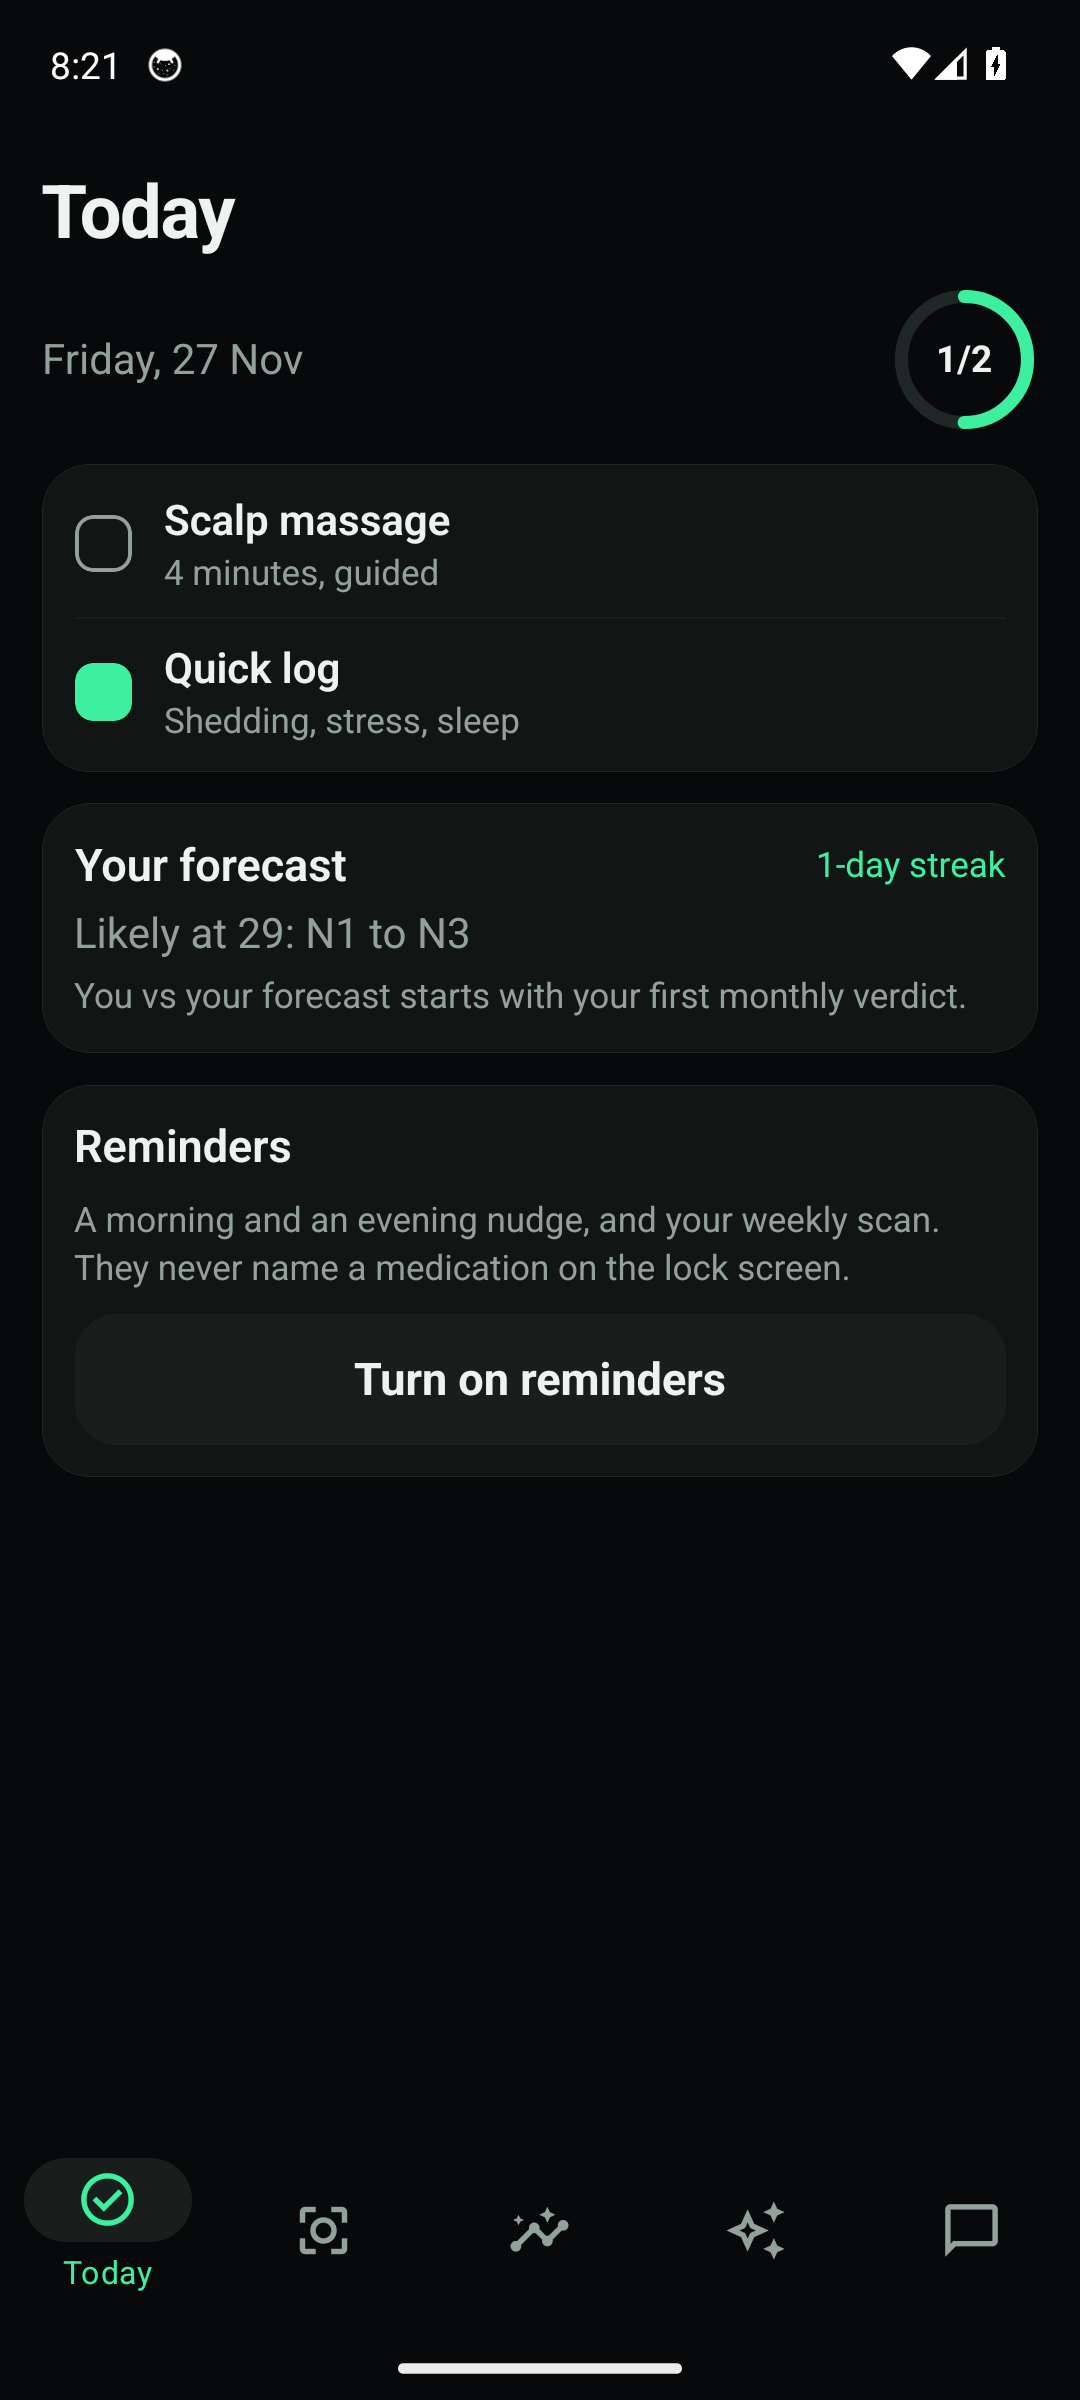 8:21
Today
Friday, 27 Nov
1/2
Scalp massage
4 minutes, guided
Quick log
Shedding, stress, sleep
Your forecast
1-day streak
Likely at 29: N1 to N3
You vs your forecast starts with your first monthly verdict.
Reminders
A morning and an evening nudge, and your weekly scan.
They never name a medication on the lock screen.
Turn on reminders
Today